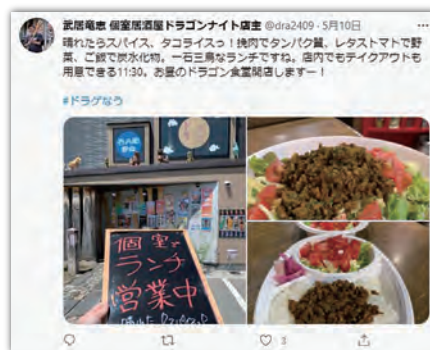 武居竜恵 個室居酒屋ドラゴンナイト店主 @dra2409・5月10日 …
晴れたらスパイス、タコライスっ！挽肉でタンパク質、レタストマトで野
菜、ご飯で炭水化物。一石三鳥なランチですね。店内でもテイクアウトも
用意できる11:30。お昼のドラゴン食堂開店しますー！
#ドラゲなう
個室で
ランチ
営業中
3